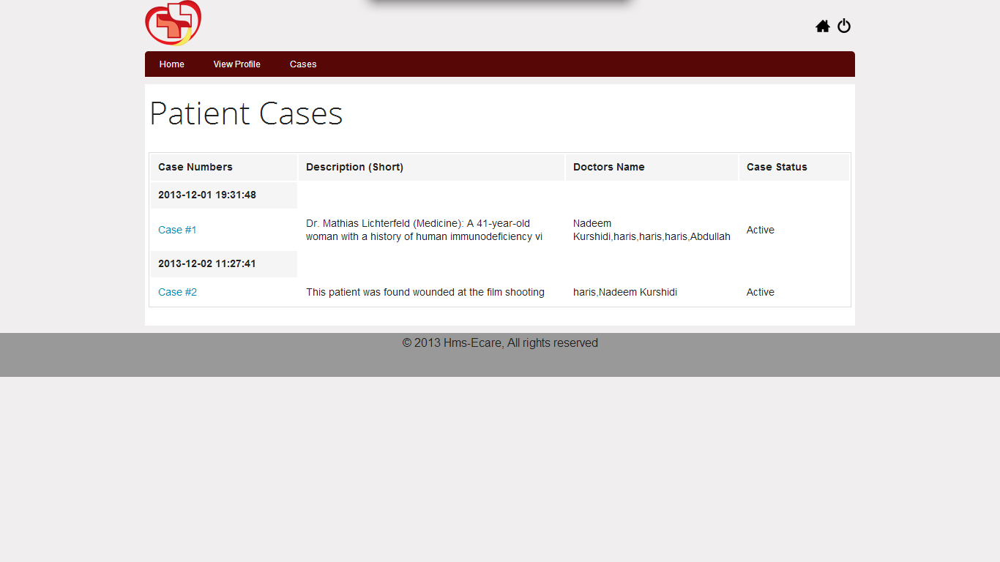 Home View Profile Cases
Patient Cases
Case Numbers Description (Short) Doctors Name Case Status
2013-12-01 19:31:48
Case #1 Dr. Mathias Lichterfeld (Medicine): A 41-year-old woman with a history of human immunodeficiency vi Nadeem Kurshidi,haris,haris,haris,Abdullah Active
2013-12-02 11:27:41
Case #2 This patient was found wounded at the film shooting haris,Nadeem Kurshidi Active
© 2013 Hms-Ecare, All rights reserved